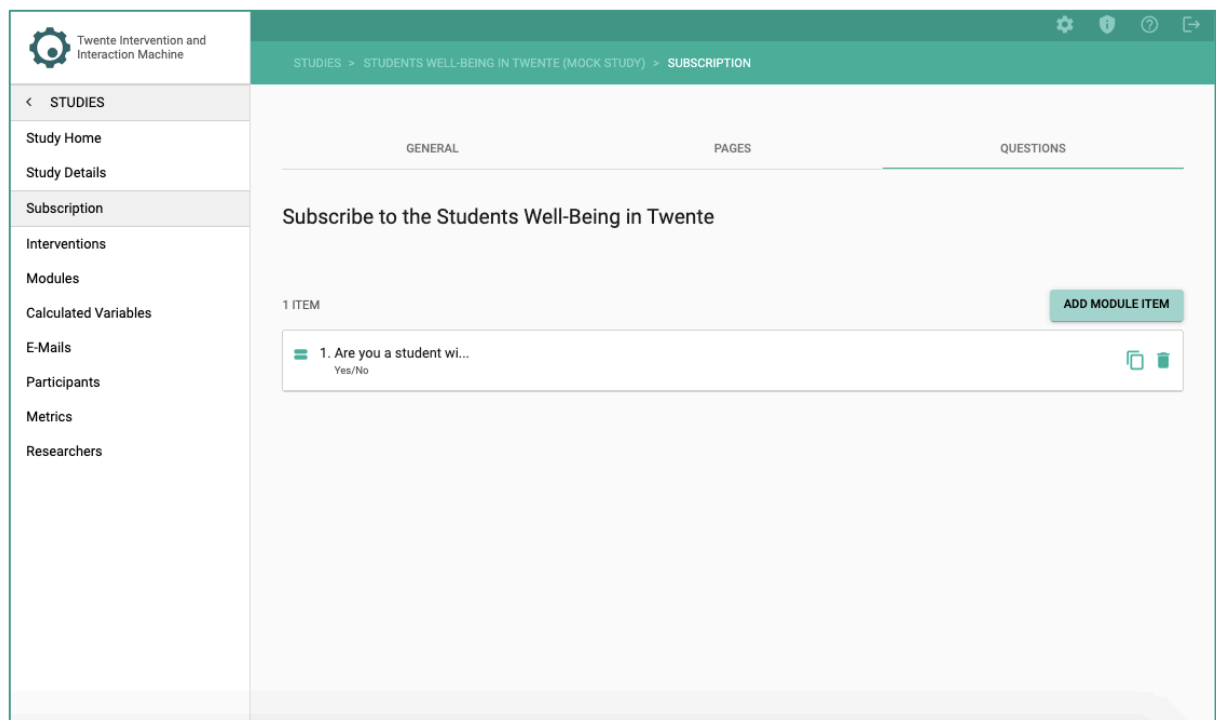 Twente Intervention and
Interaction Machine
STUDIES > STUDENTS WELL-BEING IN TWENTE (MOCK STUDY) > SUBSCRIPTION
< STUDIES
Study Home
Study Details
Subscription
Interventions
Modules
Calculated Variables
E-Mails
Participants
Metrics
Researchers
GENERAL
PAGES
QUESTIONS
Subscribe to the Students Well-Being in Twente
1 ITEM
ADD MODULE ITEM
1. Are you a student wi...
Yes/No